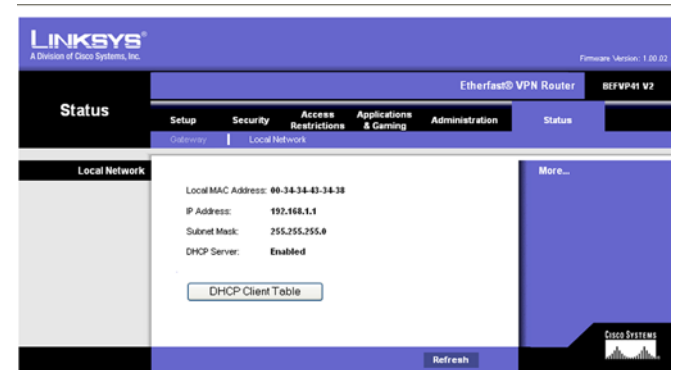 LINKSYS®
A Division of Cisco Systems, Inc.
Firmware Version: 1.00.02
Etherfast® VPN Router BEFVP41 V2
Status
Setup Security Access Restrictions Applications & Gaming Administration Status
Gateway Local Network
Local Network
More...
Local MAC Address: 00-34-34-43-34-38
IP Address: 192.168.1.1
Subnet Mask: 255.255.255.0
DHCP Server: Enabled
DHCP Client Table
CISCO SYSTEMS
Refresh